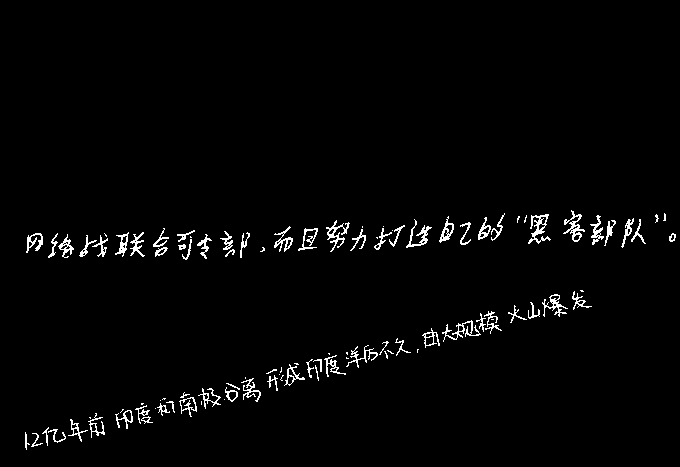 网络战联合司令部,而且努力打造自己的“黑客部队”。
1.2亿年前印度和南极分离形成印度洋后不久,由大规模火山爆发